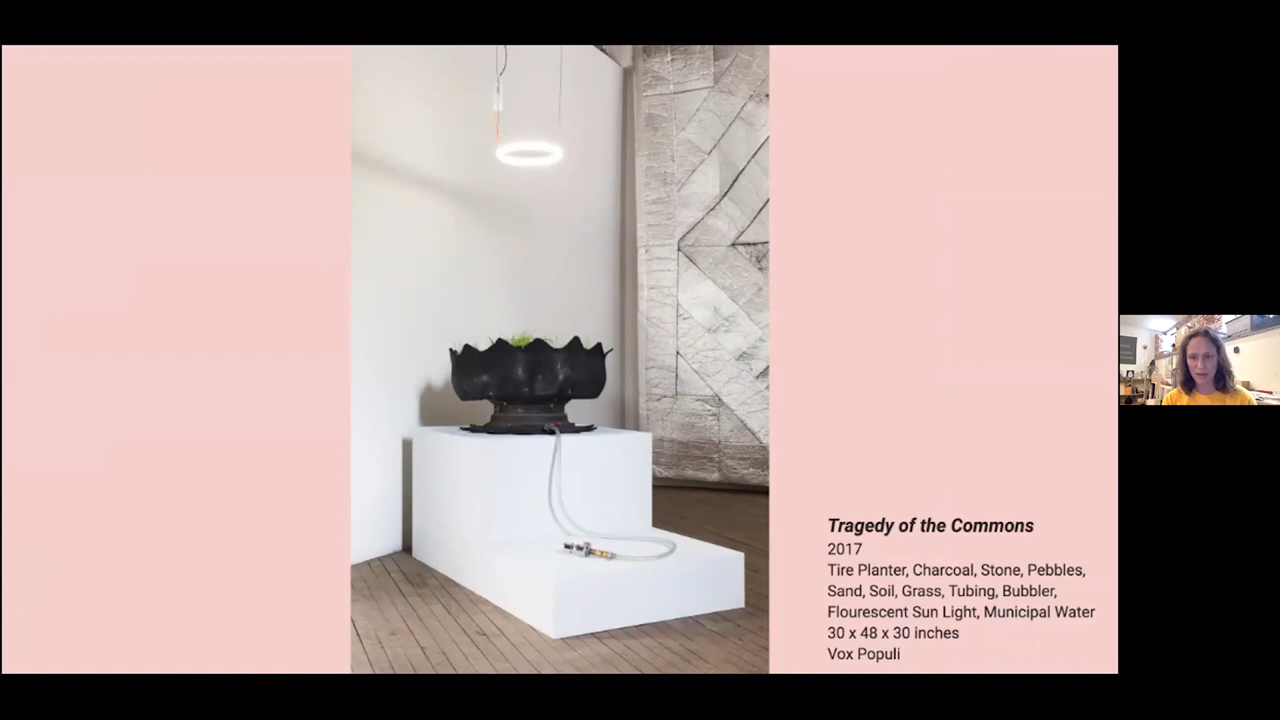 Tragedy of the Commons
2017
Tire Planter, Charcoal, Stone, Pebbles,
Sand, Soil, Grass, Tubing, Bubbler,
Flourescent Sun Light, Municipal Water
30 x 48 x 30 inches
Vox Populi